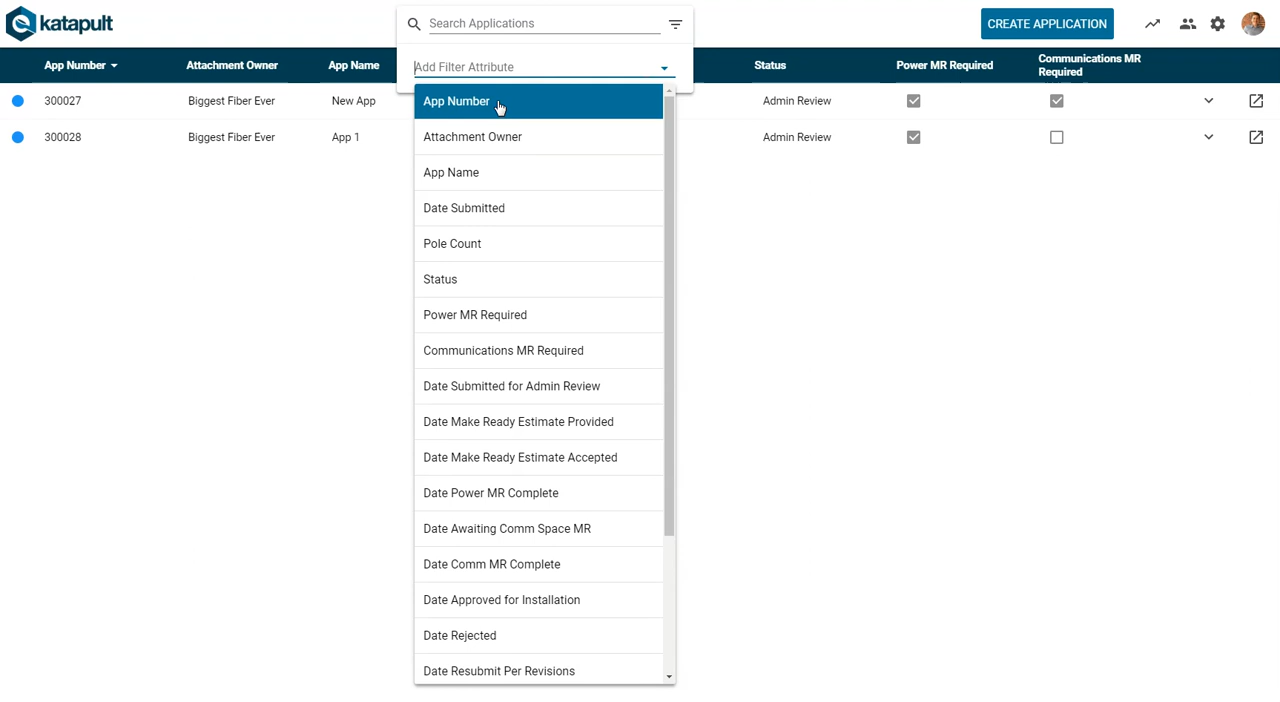 katapult
Search Applications
CREATE APPLICATION
App Number
Attachment Owner
App Name
Add Filter Attribute
Status
Power MR Required
Communications MR
Required
300027
Biggest Fiber Ever
New App
Admin Review
300028
Biggest Fiber Ever
App 1
Admin Review
App Number
Attachment Owner
App Name
Date Submitted
Pole Count
Status
Power MR Required
Communications MR Required
Date Submitted for Admin Review
Date Make Ready Estimate Provided
Date Make Ready Estimate Accepted
Date Power MR Complete
Date Awaiting Comm Space MR
Date Comm MR Complete
Date Approved for Installation
Date Rejected
Date Resubmit Per Revisions